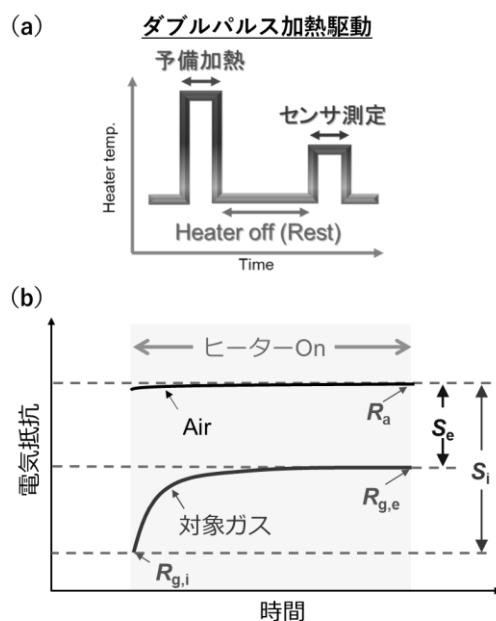 (a)
ダブルパルス加熱駆動
予備加熱
センサ測定
Heater temp.
Heater off (Rest)
Time
(b)
ヒーターOn
Air
Ra
Se
Si
対象ガス
Rg,e
Rg,i
電気抵抗
時間